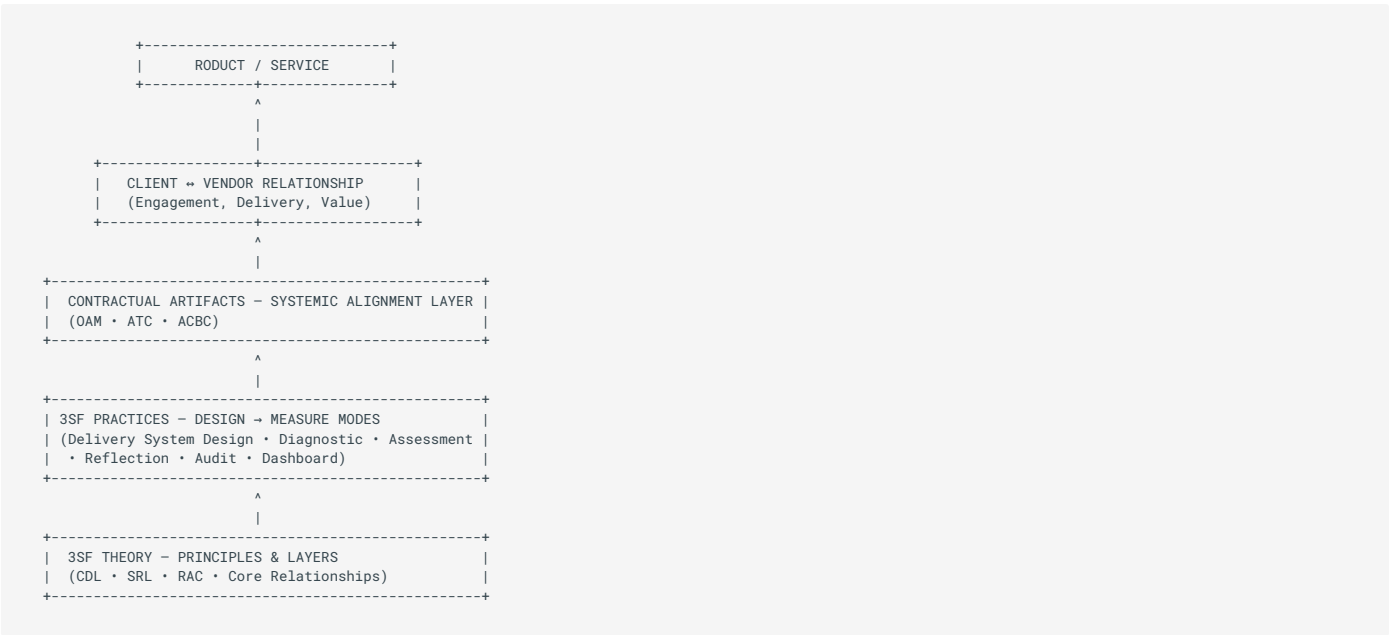 RODUCT / SERVICE
CLIENT ↔ VENDOR RELATIONSHIP
(Engagement, Delivery, Value)
CONTRACTUAL ARTIFACTS — SYSTEMIC ALIGNMENT LAYER
(OAM • ATC • ACBC)
3SF PRACTICES — DESIGN → MEASURE MODES
(Delivery System Design • Diagnostic • Assessment
• Reflection • Audit • Dashboard)
3SF THEORY — PRINCIPLES & LAYERS
(CDL • SRL • RAC • Core Relationships)